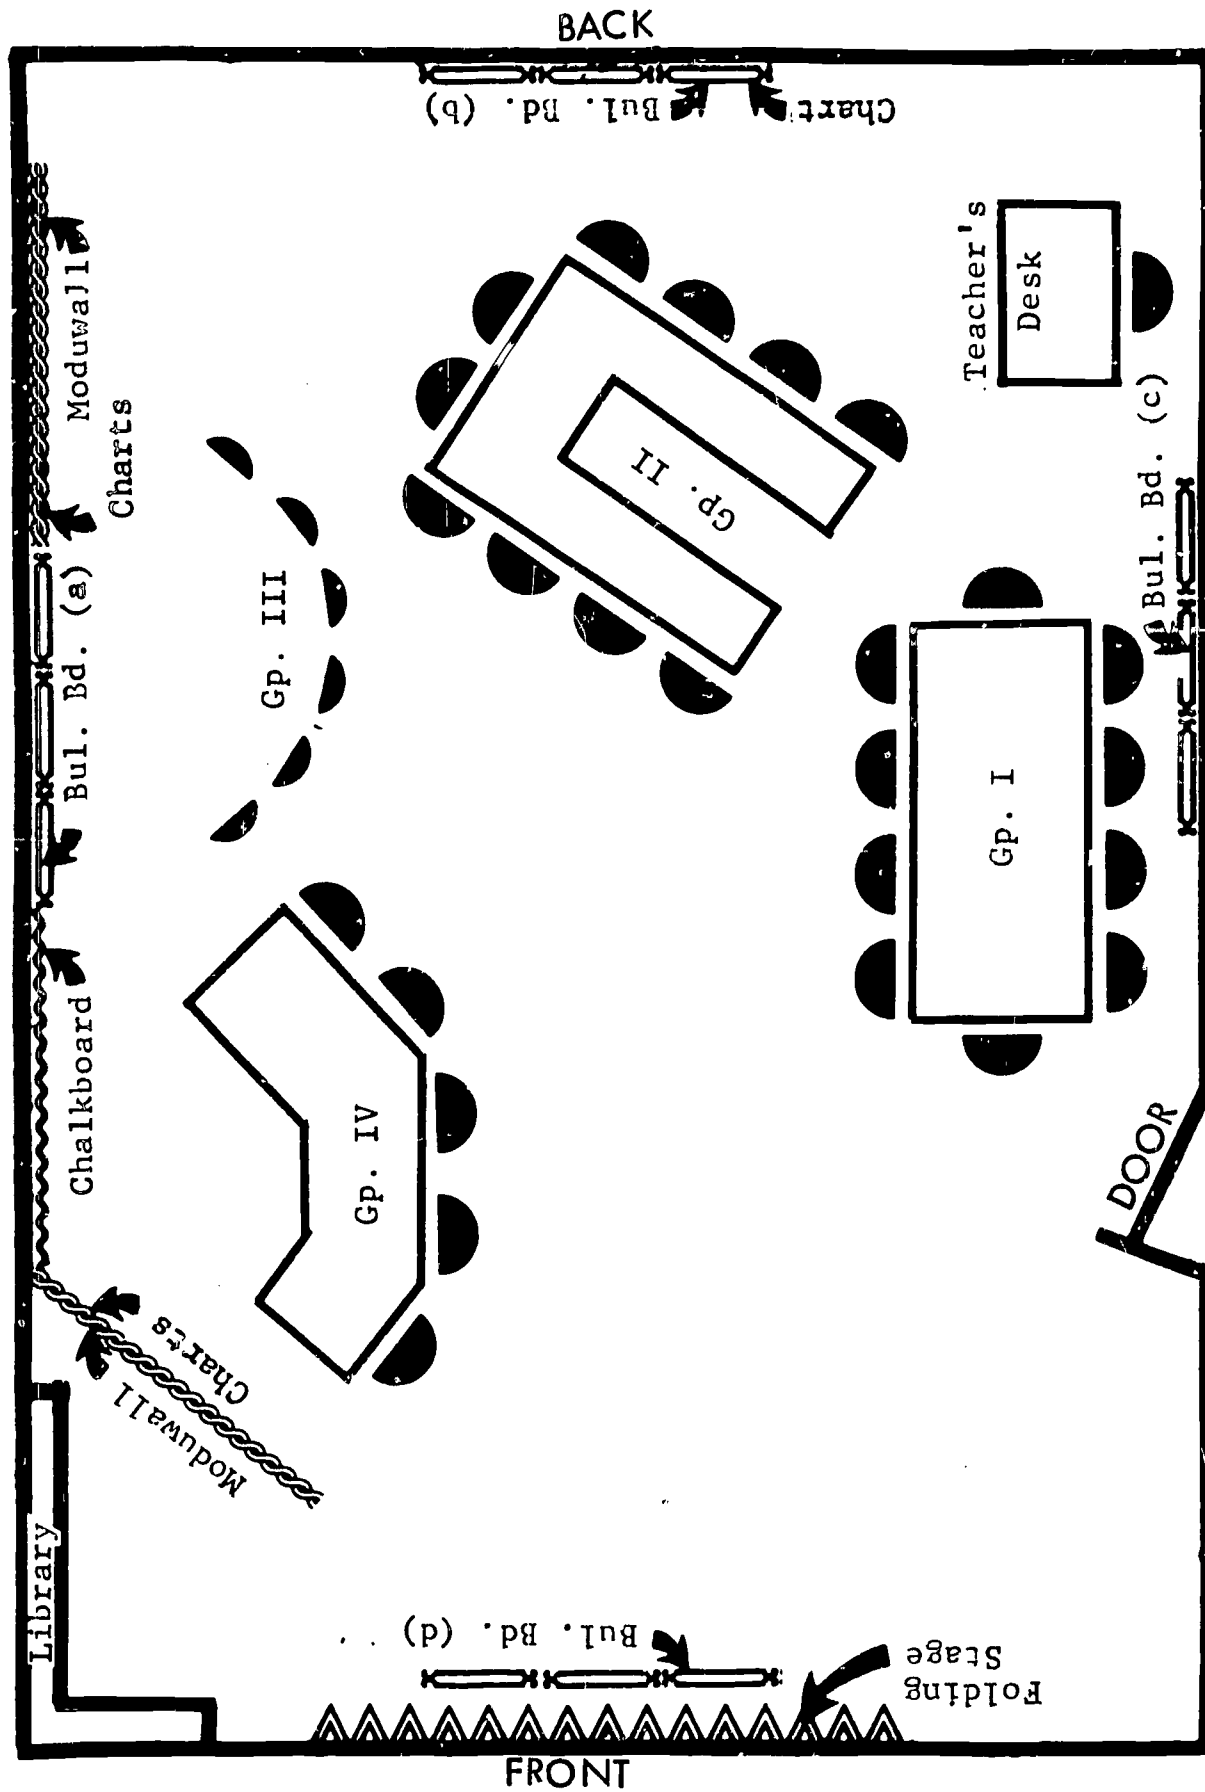 BACK
Bul. Bd. (b)
Chart
Moduwall
Charts
Teacher's
Desk
Gp. II
Gp. III
Bul. Bd. (a)
Bul. Bd. (c)
Gp. I
Chalkboard
Gp. IV
DOOR
Charts
Moduwall
Library
Bul. Bd. (d)
Folding
Stage
FRONT